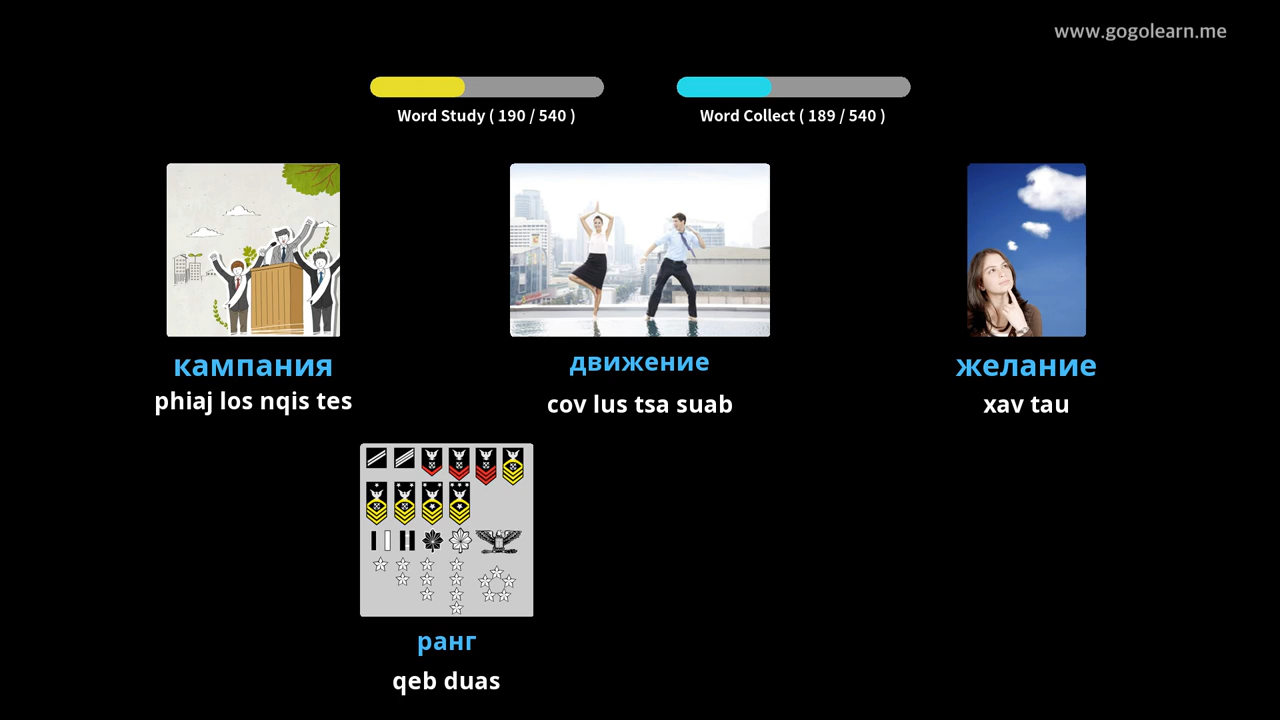 www.gogolearn.me
Word Study ( 190 / 540 )
Word Collect ( 189 / 540 )
кампания
phiaj los nqis tes
движение
cov lus tsa suab
желание
xav tau
ранг
qeb duas